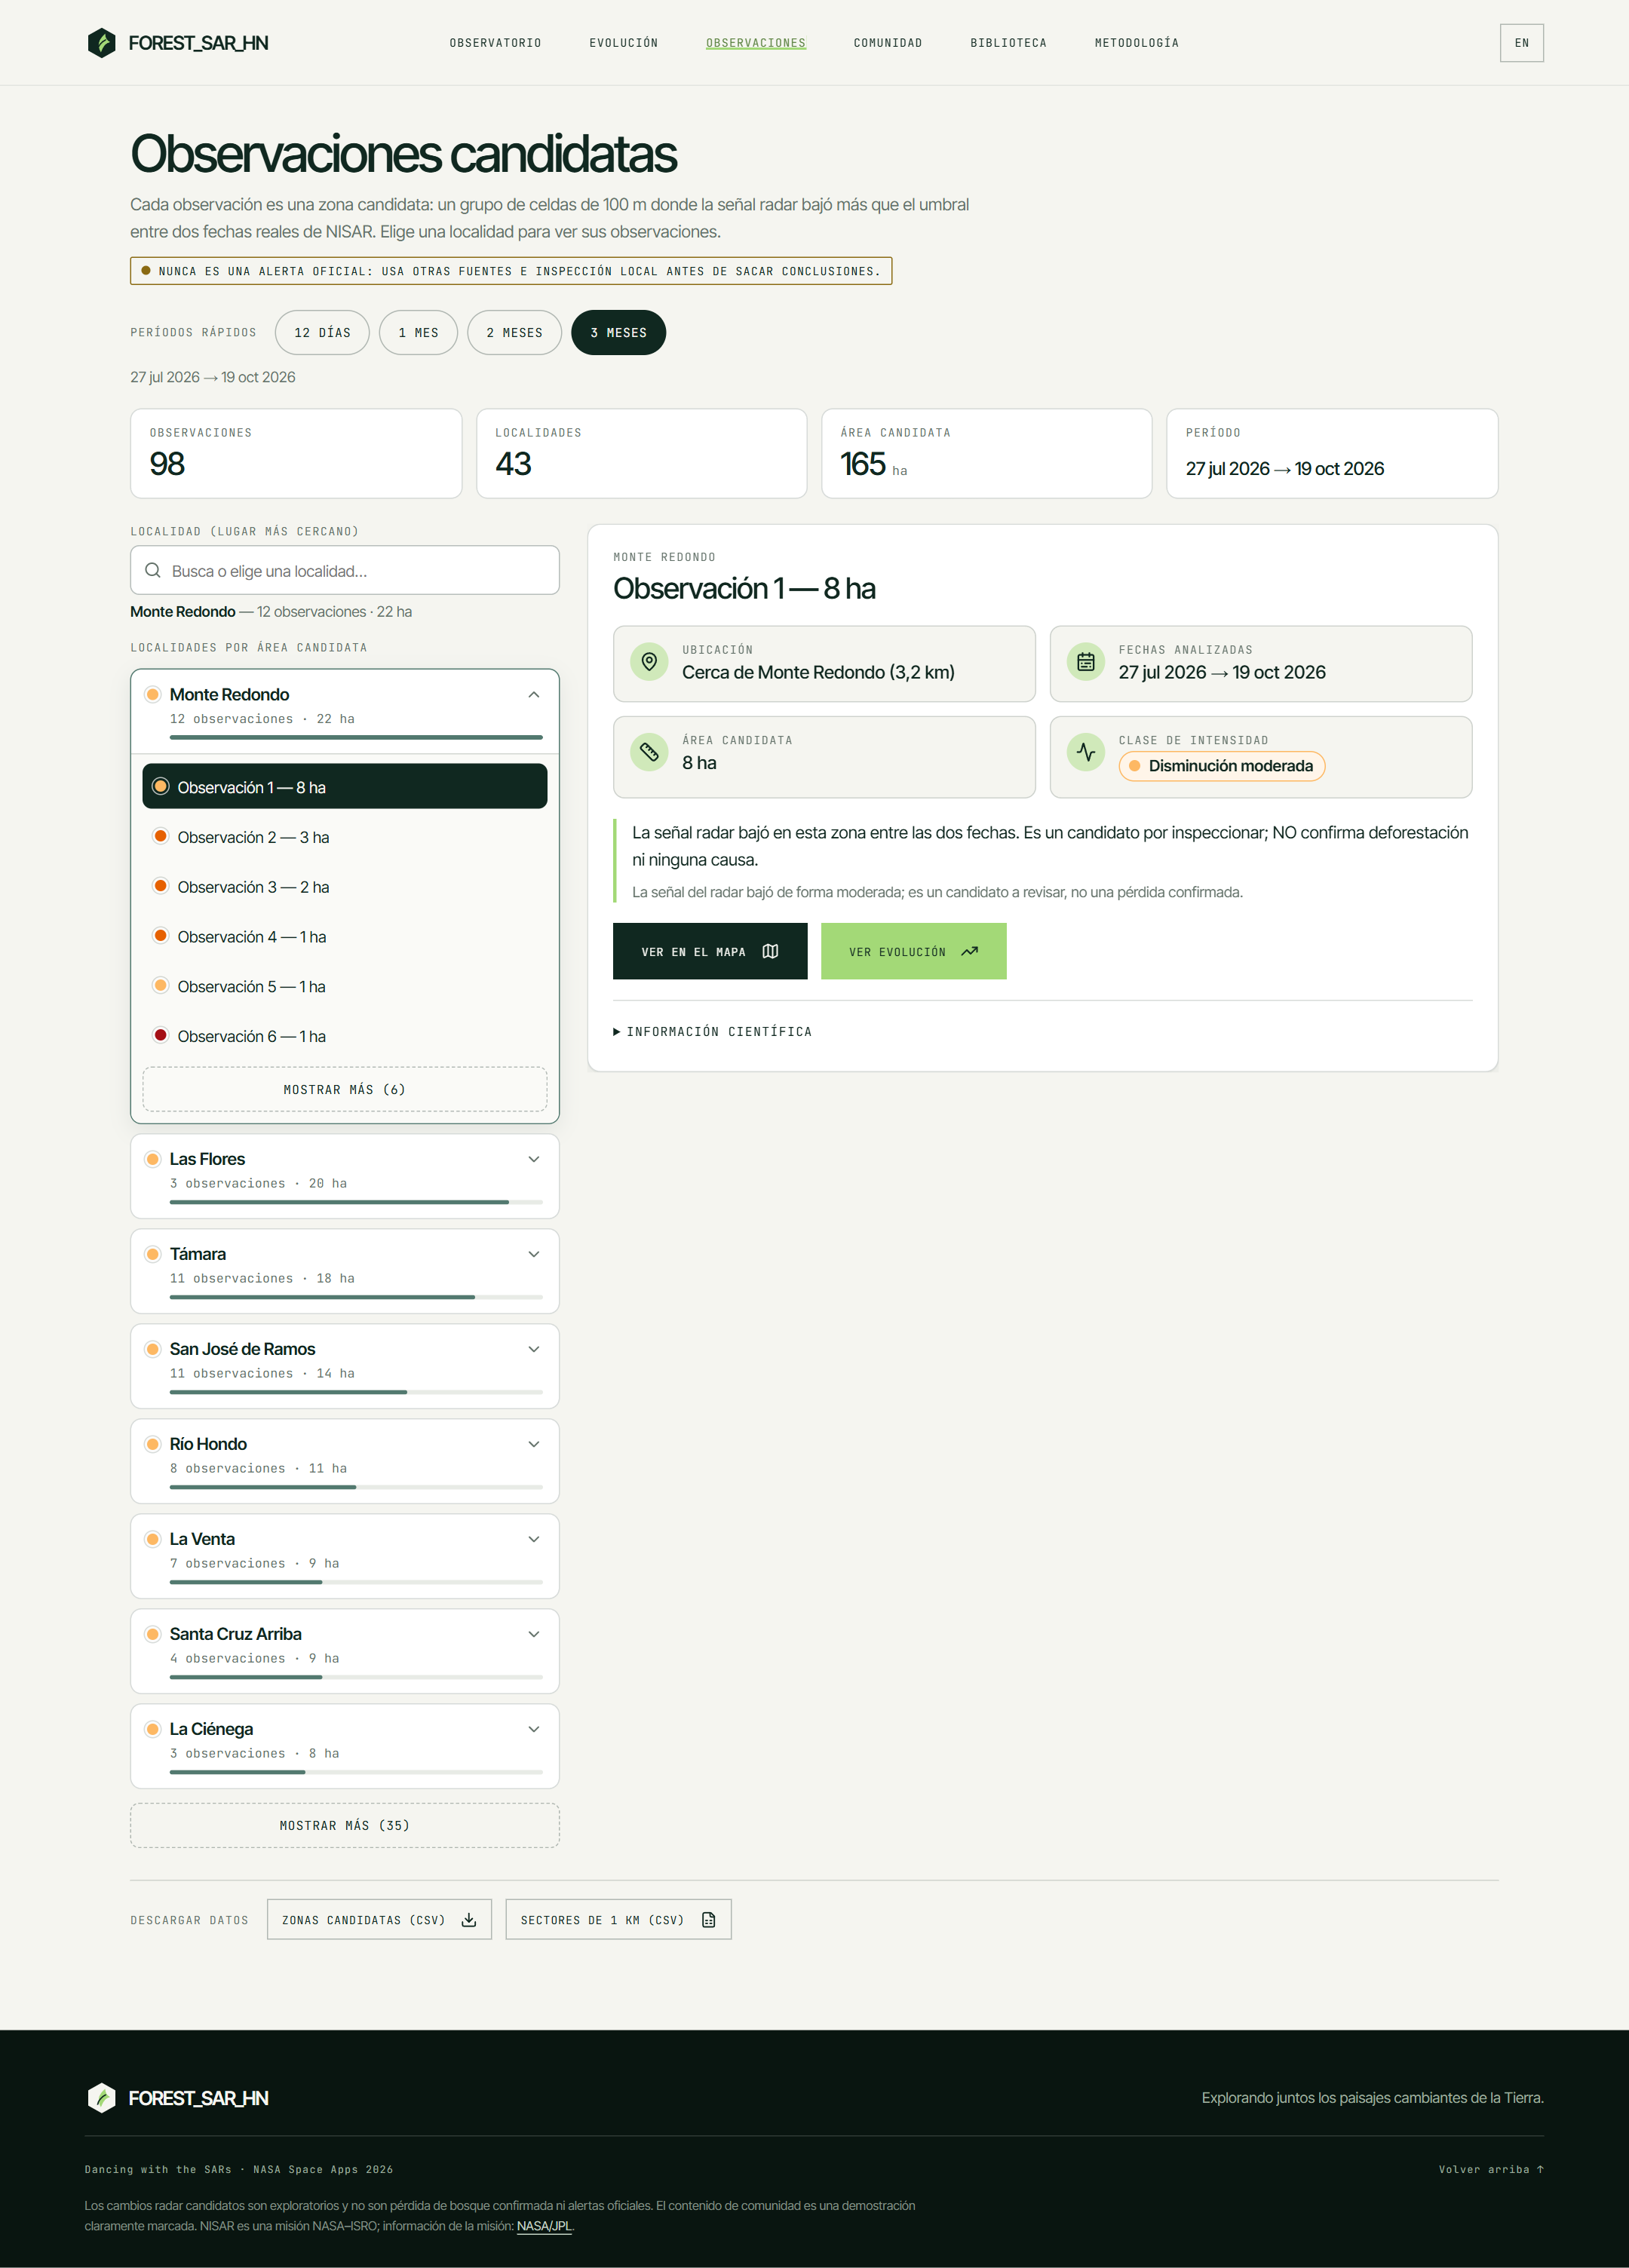 FOREST_SAR_HN
OBSERVATORIO
EVOLUCIÓN
OBSERVACIONES
COMUNIDAD
BIBLIOTECA
METODOLOGÍA
EN
Observaciones candidatas
Cada observación es una zona candidata: un grupo de celdas de 100 m donde la señal radar bajó más que el umbral
entre dos fechas reales de NISAR. Elige una localidad para ver sus observaciones.
NUNCA ES UNA ALERTA OFICIAL: USA OTRAS FUENTES E INSPECCIÓN LOCAL ANTES DE SACAR CONCLUSIONES.
PERÍODOS RÁPIDOS
12 DÍAS
1 MES
2 MESES
3 MESES
27 jul 2026 → 19 oct 2026
OBSERVACIONES
98
LOCALIDADES
43
ÁREA CANDIDATA
165 ha
PERÍODO
27 jul 2026 → 19 oct 2026
LOCALIDAD (LUGAR MÁS CERCANO)
Busca o elige una localidad…
Monte Redondo — 12 observaciones · 22 ha
LOCALIDADES POR ÁREA CANDIDATA
Monte Redondo
12 observaciones · 22 ha
Observación 1 — 8 ha
Observación 2 — 3 ha
Observación 3 — 2 ha
Observación 4 — 1 ha
Observación 5 — 1 ha
Observación 6 — 1 ha
MOSTRAR MÁS (6)
Las Flores
3 observaciones · 20 ha
Támara
11 observaciones · 18 ha
San José de Ramos
11 observaciones · 14 ha
Río Hondo
8 observaciones · 11 ha
La Venta
7 observaciones · 9 ha
Santa Cruz Arriba
4 observaciones · 9 ha
La Ciénega
3 observaciones · 8 ha
MOSTRAR MÁS (35)
MONTE REDONDO
Observación 1 — 8 ha
UBICACIÓN
Cerca de Monte Redondo (3,2 km)
FECHAS ANALIZADAS
27 jul 2026 → 19 oct 2026
ÁREA CANDIDATA
8 ha
CLASE DE INTENSIDAD
Disminución moderada
La señal radar bajó en esta zona entre las dos fechas. Es un candidato por inspeccionar; NO confirma deforestación
ni ninguna causa.
La señal del radar bajó de forma moderada; es un candidato a revisar, no una pérdida confirmada.
VER EN EL MAPA
VER EVOLUCIÓN
INFORMACIÓN CIENTÍFICA
DESCARGAR DATOS
ZONAS CANDIDATAS (CSV)
SECTORES DE 1 KM (CSV)
FOREST_SAR_HN
Explorando juntos los paisajes cambiantes de la Tierra.
Dancing with the SARs · NASA Space Apps 2026
Volver arriba ↑
Los cambios radar candidatos son exploratorios y no son pérdida de bosque confirmada ni alertas oficiales. El contenido de comunidad es una demostración
claramente marcada. NISAR es una misión NASA–ISRO; información de la misión: NASA/JPL.